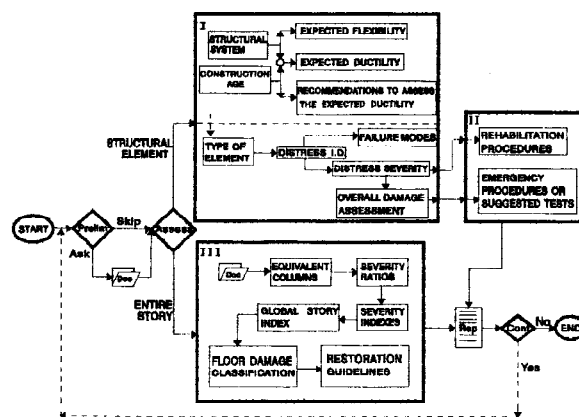 I
STRUCTURAL
SYSTEM
EXPECTED FLEXIBILITY
EXPECTED DUCTILITY
CONSTRUCTION
AGE
RECOMMENDATIONS TO ASSESS
THE EXPECTED DUCTILITY
TYPE OF
ELEMENT
DISTRESS I.D.
FAILURE MODES
DISTRESS SEVERITY
OVERALL DAMAGE
ASSESSMENT
II
REHABILITATION
PROCEDURES
EMERGENCY
PROCEDURES OR
SUGGESTED TESTS
STRUCTURAL
ELEMENT
START
Prelim
Skip
Assess
Ask
Doc
ENTIRE
STORY
III
Doc
EQUIVALENT
COLUMNS
SEVERITY
RATIOS
GLOBAL STORY
INDEX
SEVERITY
INDEXES
FLOOR DAMAGE
CLASSIFICATION
RESTORATION
GUIDELINES
Rep
Cont
No
END
Yes